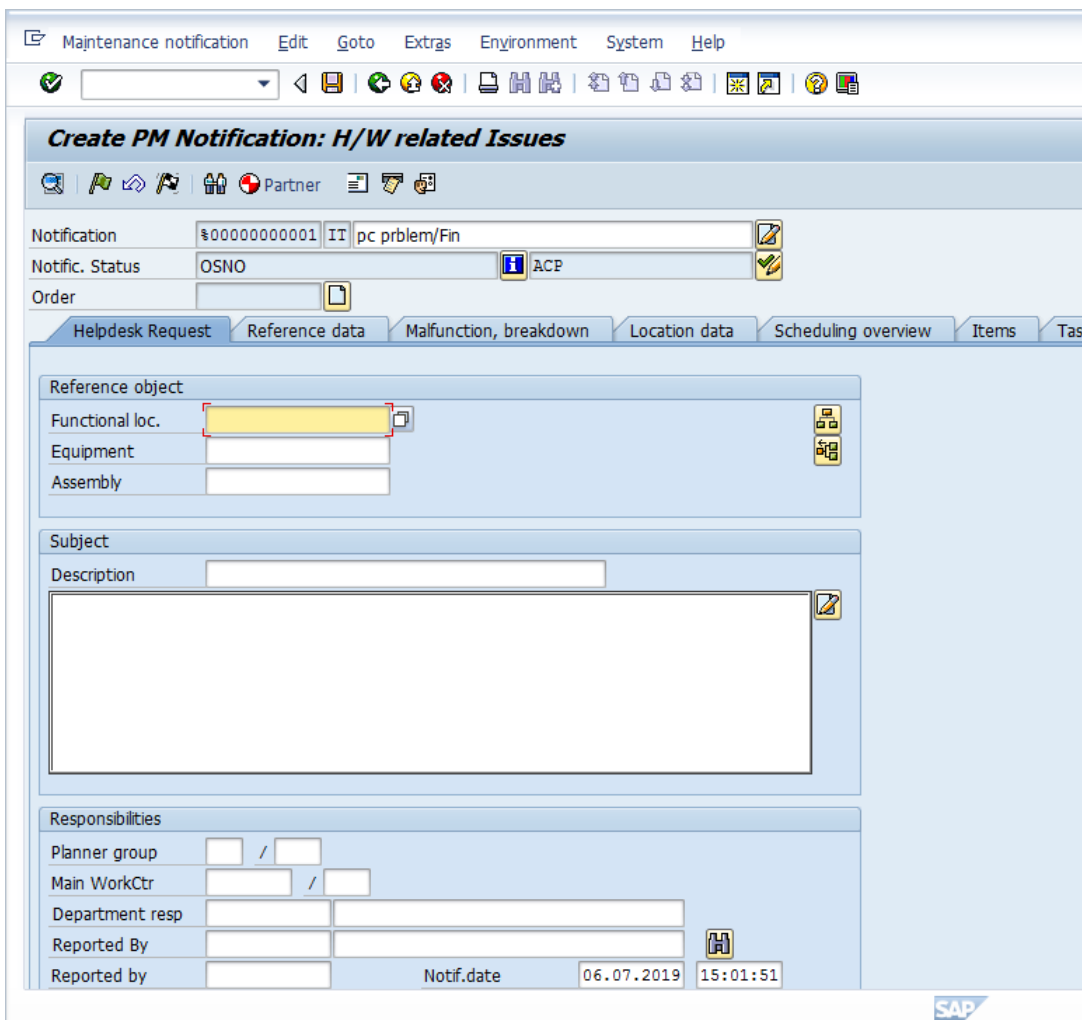 Maintenance notification Edit Goto Extras Environment System Help
Create PM Notification: H/W related Issues
Partner
Notification %00000000001 IT pc prblem/Fin
Notific. Status OSNO ACP
Order
Helpdesk Request Reference data Malfunction, breakdown Location data Scheduling overview Items Tas
Reference object
Functional loc.
Equipment
Assembly
Subject
Description
Responsibilities
Planner group /
Main WorkCtr /
Department resp
Reported By
Reported by Notif.date 06.07.2019 15:01:51
SAP